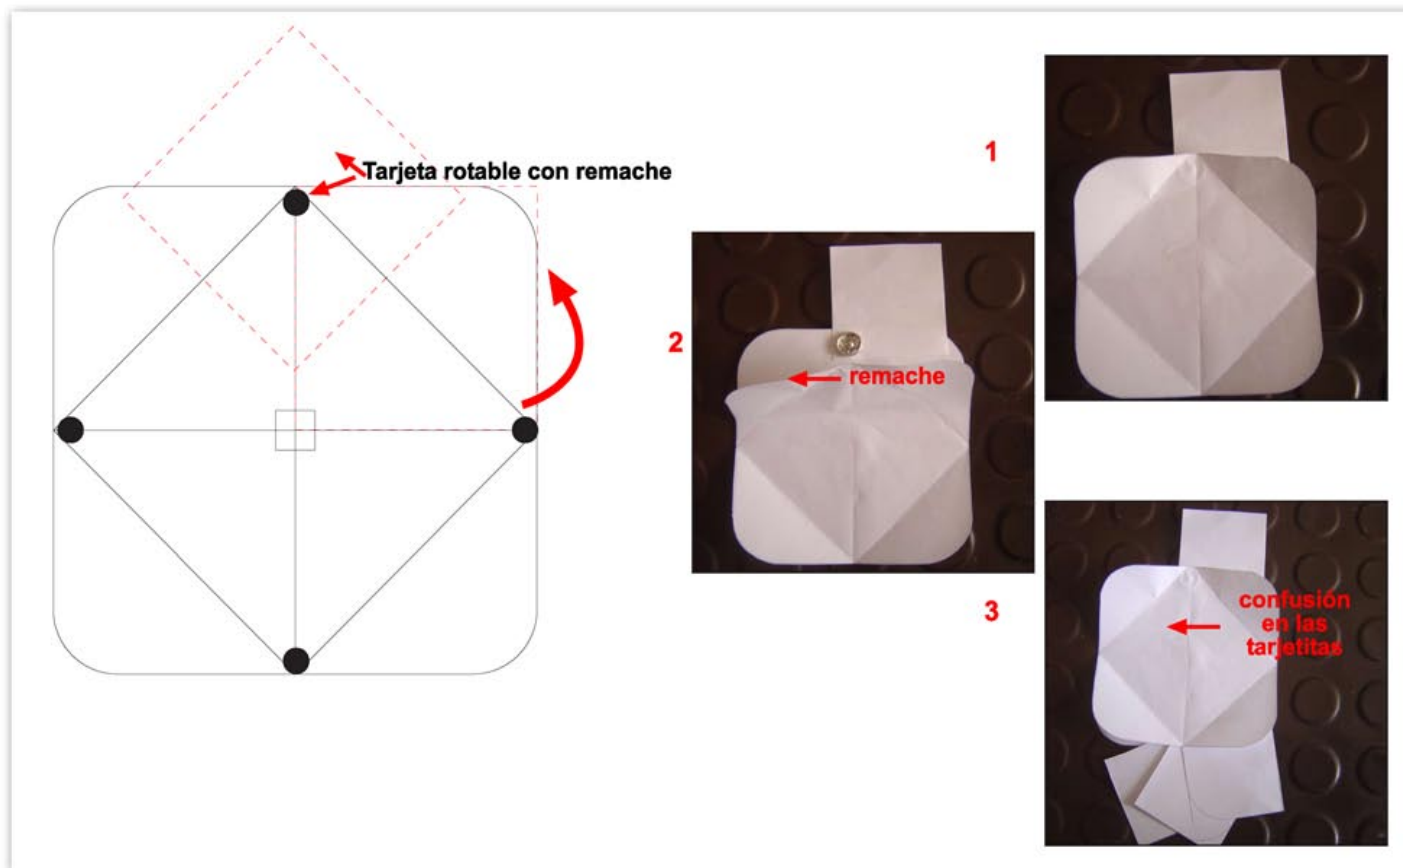 Tarjeta rotable con remache
1
2
remache
3
confusión
en las
tarjetitas